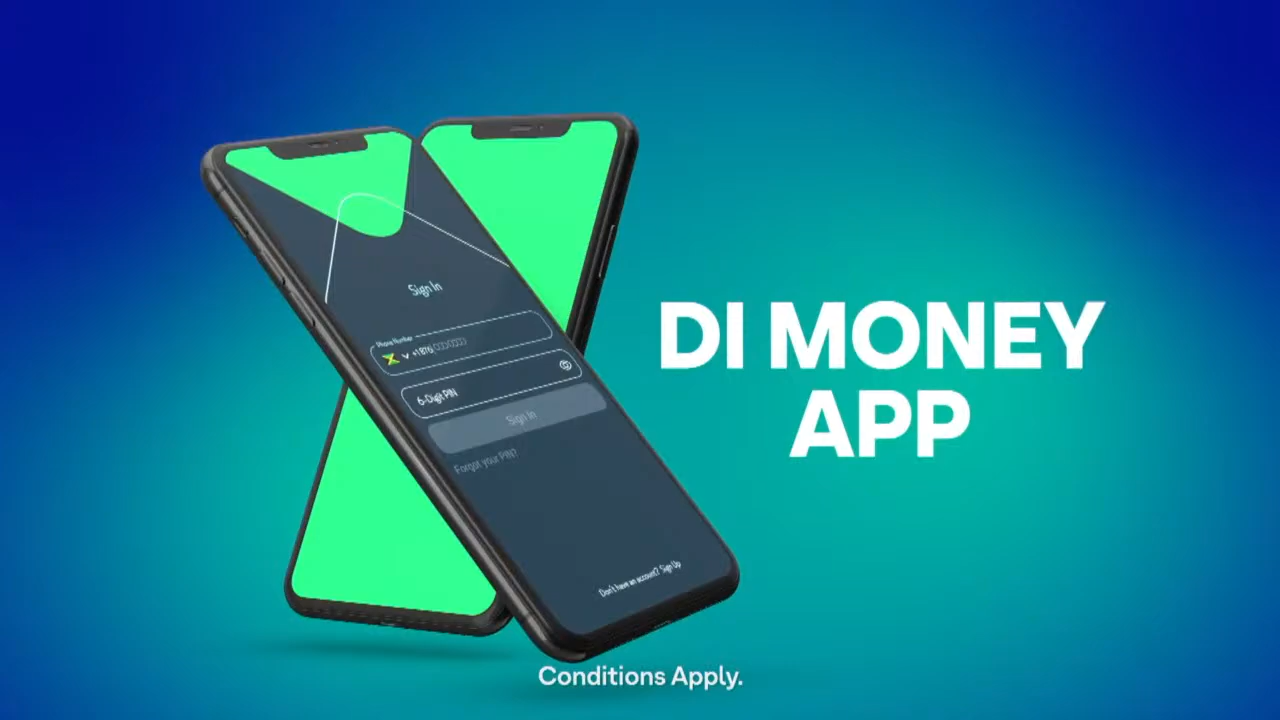 Sign In
Phone Number
+1876
6-Digit PIN
Sign In
Forgot your PIN?
Don't have an account? Sign Up
DI MONEY
APP
Conditions Apply.